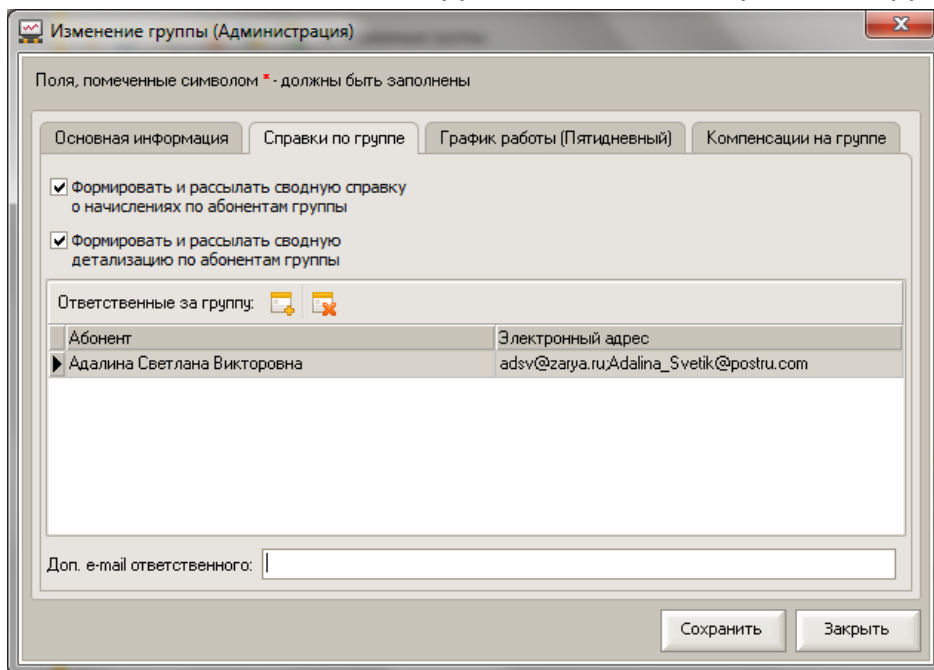 Изменение группы (Администрация)
Поля, помеченные символом * - должны быть заполнены
Основная информация Справки по группе График работы (Пятидневный) Компенсации на группе
Формировать и рассылать сводную справку
о начислениях по абонентам группы
Формировать и рассылать сводную
детализацию по абонентам группы
Ответственные за группу:
Абонент Электронный адрес
Адалина Светлана Викторовна adsv@zarya.ru;Adalina_Svetik@postru.com
Доп. e-mail ответственного:
Сохранить Закрыть